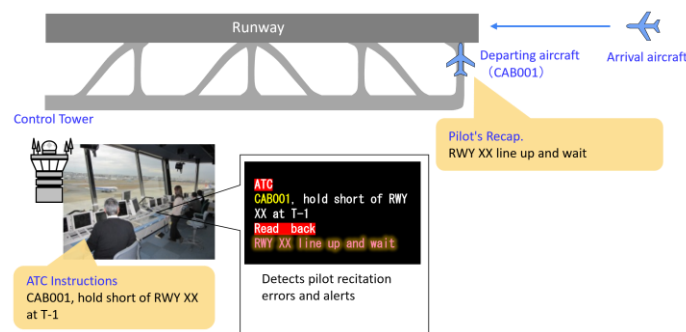 Runway
Departing aircraft
（CAB001）
Arrival aircraft
Control Tower
Pilot's Recap.
RWY XX line up and wait
ATC
CAB001, hold short of RWY
XX at T-1
Read back
RWY XX line up and wait
ATC Instructions
CAB001, hold short of RWY XX
at T-1
Detects pilot recitation
errors and alerts